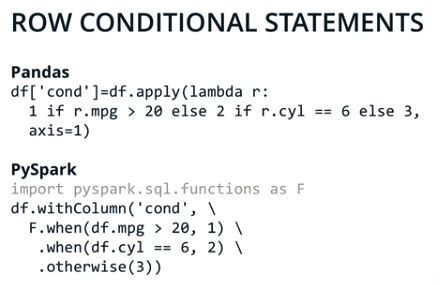 ROW CONDITIONAL STATEMENTS
Pandas
df['cond']=df.apply(lambda r:
1 if r.mpg > 20 else 2 if r.cyl == 6 else 3,
axis=1)
PySpark
import pyspark.sql.functions as F
df.withColumn('cond', \
F.when(df.mpg > 20, 1) \
.when(df.cyl == 6, 2) \
.otherwise(3))